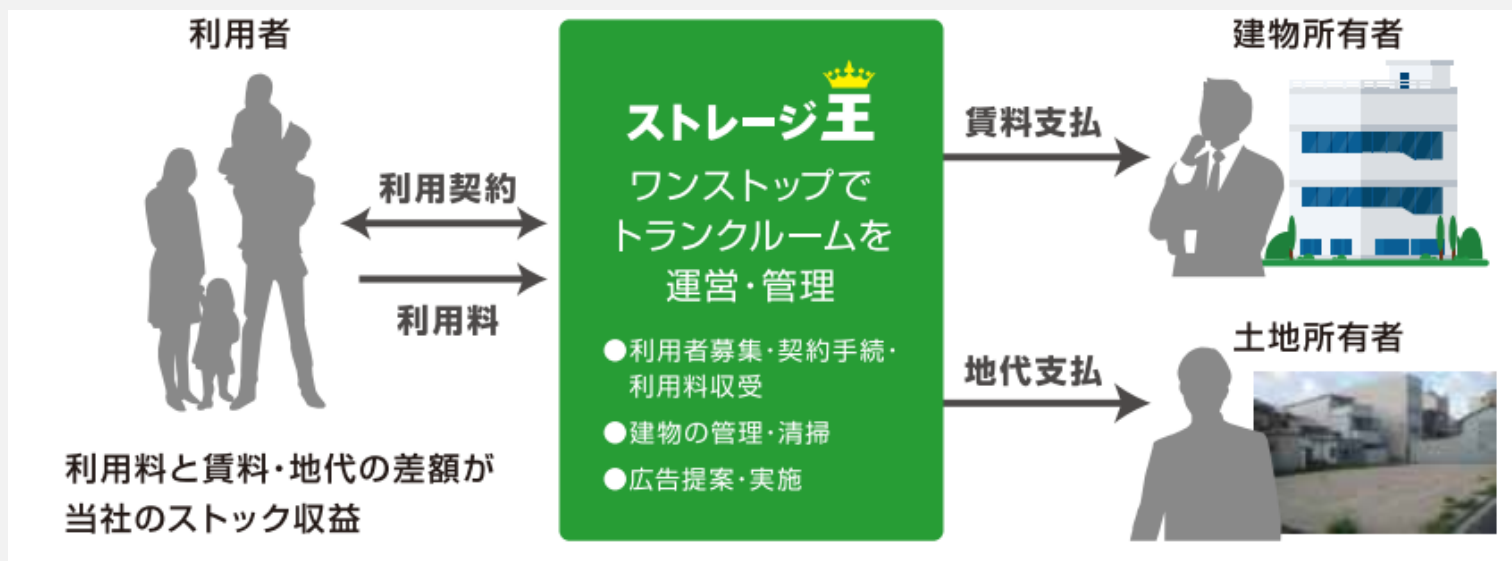 利用者
利用契約
利用料
利用料と賃料・地代の差額が
当社のストック収益
ストレージ王
ワンストップで
トランクルームを
運営・管理
●利用者募集・契約手続・
利用料収受
●建物の管理・清掃
●広告提案・実施
賃料支払
建物所有者
地代支払
土地所有者